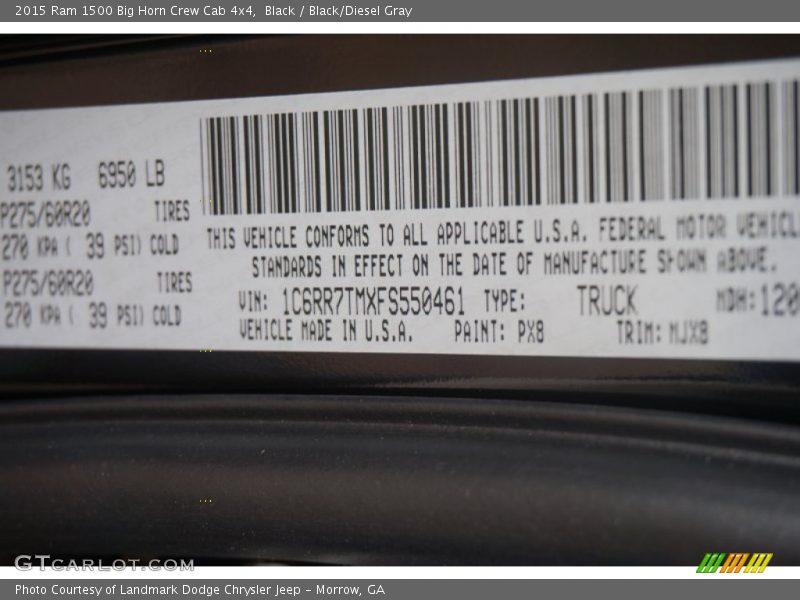 2015 Ram 1500 Big Horn Crew Cab 4x4, Black / Black/Diesel Gray
3153 KG 6950 LB
P275/60R20 TIRES
270 KPA ( 39 PSI) COLD
P275/60R20 TIRES
270 KPA ( 39 PSI) COLD
THIS VEHICLE CONFORMS TO ALL APPLICABLE U.S.A. FEDERAL MOTOR VEHICL
STANDARDS IN EFFECT ON THE DATE OF MANUFACTURE SHOWN ABOVE.
VIN: 1C6RR7TMXFS550461 TYPE: TRUCK MDH: 120
VEHICLE MADE IN U.S.A. PAINT: PX8 TRIM: MJX8
GTcarlot.com
Photo Courtesy of Landmark Dodge Chrysler Jeep – Morrow, GA